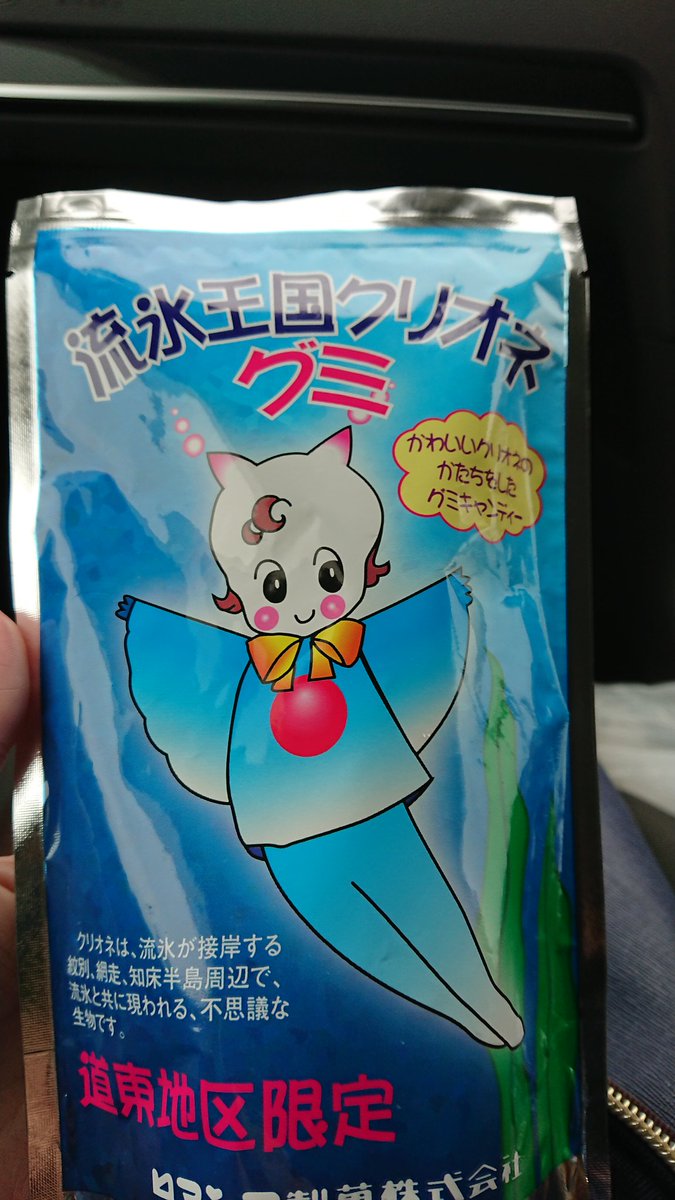 流氷王国クリオネ
グミ
かわいいクリオネの
かたちをした
グミキャンディー
クリオネは、流氷が接岸する
紋別、網走、知床半島周辺で、
流氷と共に現われる、不思議な
生物です。
道東地区限定
製菓株式会社